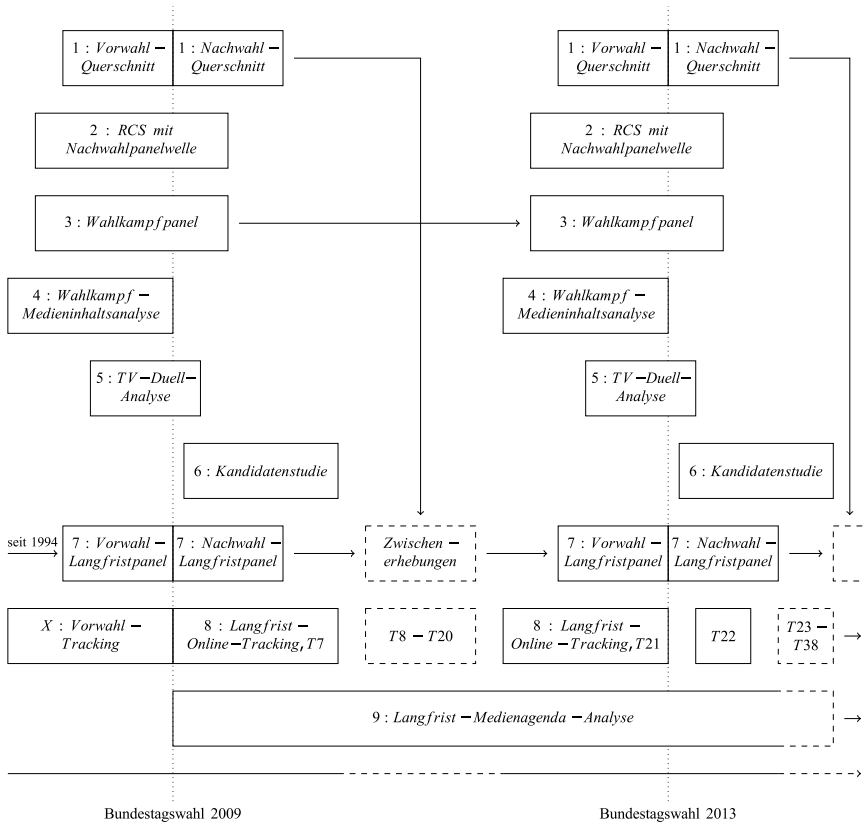 1 : Vorwahl –
Querschnitt
1 : Nachwahl –
Querschnitt
1 : Vorwahl –
Querschnitt
1 : Nachwahl –
Querschnitt
2 : RCS mit
Nachwahlpanelwelle
2 : RCS mit
Nachwahlpanelwelle
3 : Wahlkampfpanel
3 : Wahlkampfpanel
4 : Wahlkampf –
Medieninhaltsanalyse
4 : Wahlkampf –
Medieninhaltsanalyse
5 : TV–Duell–
Analyse
5 : TV–Duell–
Analyse
6 : Kandidatenstudie
6 : Kandidatenstudie
seit 1994
7 : Vorwahl –
Langfristpanel
7 : Nachwahl –
Langfristpanel
Zwischen –
erhebungen
7 : Vorwahl –
Langfristpanel
7 : Nachwahl –
Langfristpanel
X : Vorwahl –
Tracking
8 : Langfrist –
Online–Tracking, T7
T8 – T20
8 : Langfrist –
Online–Tracking, T21
T22
T23 –
T38
9 : Langfrist – Medienagenda – Analyse
Bundestagswahl 2009
Bundestagswahl 2013